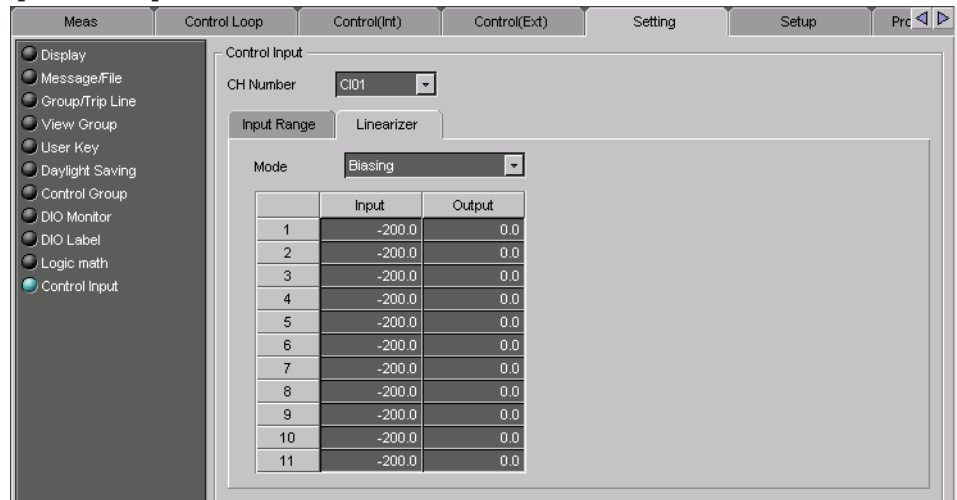 Meas Control Loop Control(Int) Control(Ext) Setting Setup
Display
Message/File
Group/Trip Line
View Group
User Key
Daylight Saving
Control Group
DIO Monitor
DIO Label
Logic math
Control Input
Control Input
CH Number CI01
Input Range Linearizer
Mode Biasing
Input Output
1 -200.0 0.0
2 -200.0 0.0
3 -200.0 0.0
4 -200.0 0.0
5 -200.0 0.0
6 -200.0 0.0
7 -200.0 0.0
8 -200.0 0.0
9 -200.0 0.0
10 -200.0 0.0
11 -200.0 0.0